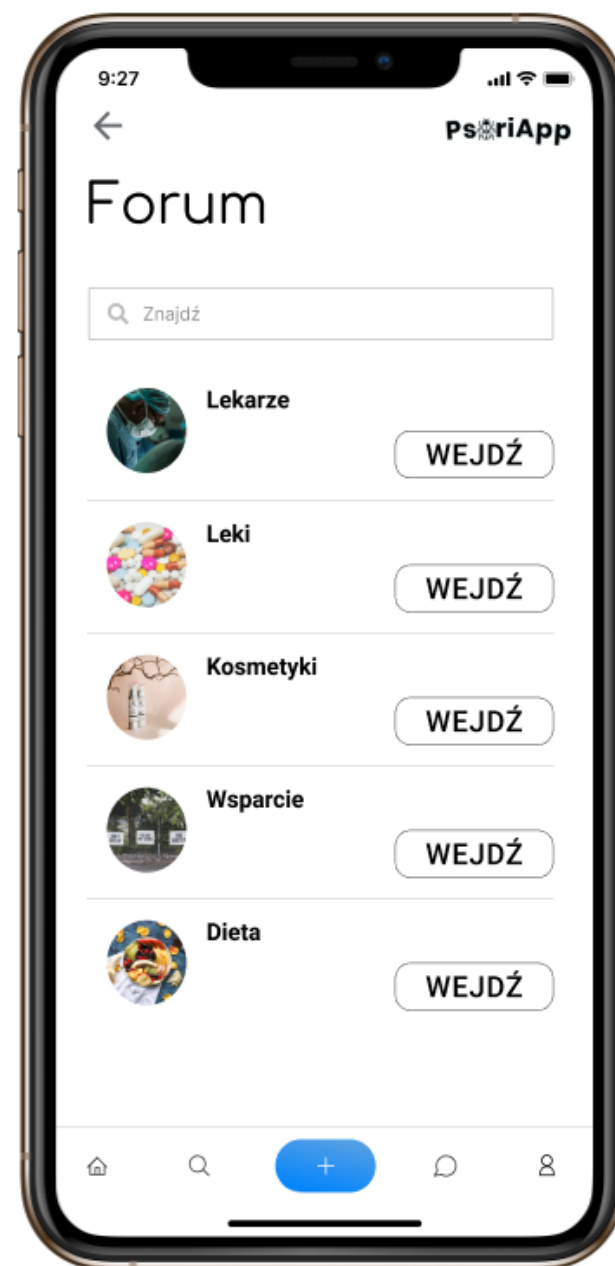 9:27
PsoriApp
Forum
Znajdź
Lekarze
WEJDŹ
Leki
WEJDŹ
Kosmetyki
WEJDŹ
Wsparcie
WEJDŹ
Dieta
WEJDŹ